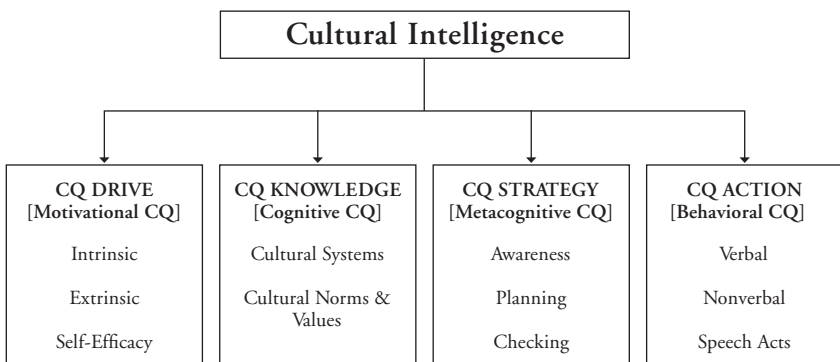 Cultural Intelligence
CQ DRIVE
[Motivational CQ]
Intrinsic
Extrinsic
Self-Efficacy
CQ KNOWLEDGE
[Cognitive CQ]
Cultural Systems
Cultural Norms &
Values
CQ STRATEGY
[Metacognitive CQ]
Awareness
Planning
Checking
CQ ACTION
[Behavioral CQ]
Verbal
Nonverbal
Speech Acts